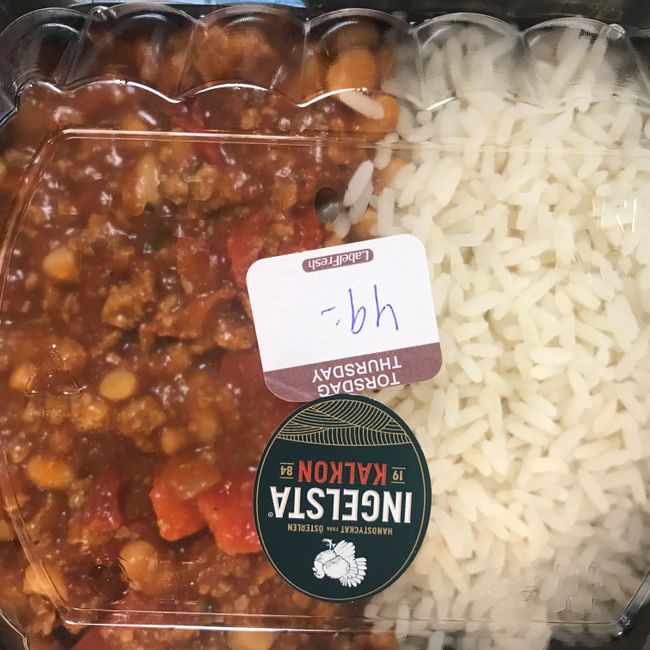 HANDSTYCKAT FRÅN ÖSTERLEN
INGELSTA®
19 KALKON 84
TORSDAG
THURSDAY
49:-
LabelFresh